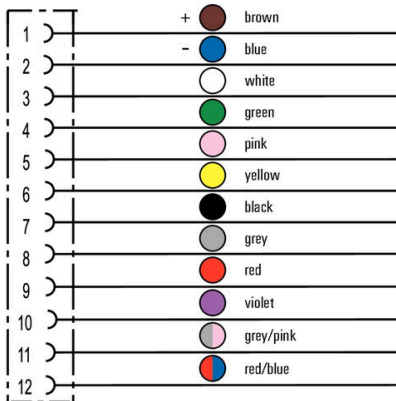 + brown
1
- blue
2
white
3
green
4
pink
5
yellow
6
black
7
grey
8
red
9
violet
10
grey/pink
11
red/blue
12